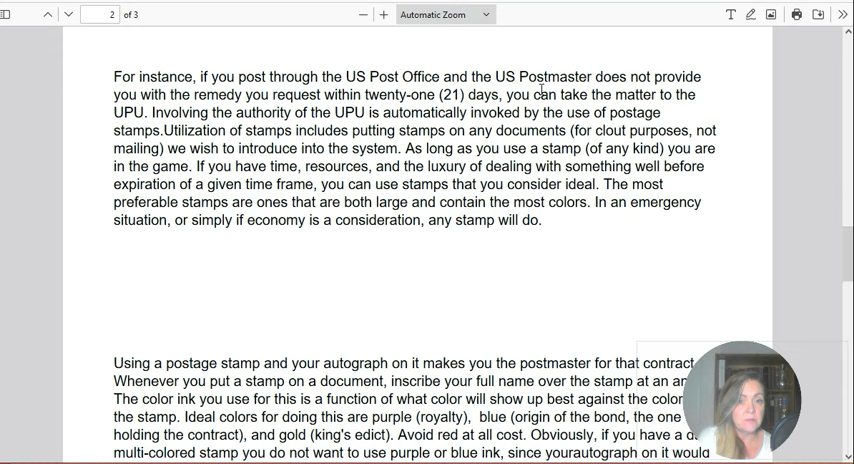 2 of 3 Automatic Zoom
For instance, if you post through the US Post Office and the US Postmaster does not provide
you with the remedy you request within twenty-one (21) days, you can take the matter to the
UPU. Involving the authority of the UPU is automatically invoked by the use of postage
stamps.Utilization of stamps includes putting stamps on any documents (for clout purposes, not
mailing) we wish to introduce into the system. As long as you use a stamp (of any kind) you are
in the game. If you have time, resources, and the luxury of dealing with something well before
expiration of a given time frame, you can use stamps that you consider ideal. The most
preferable stamps are ones that are both large and contain the most colors. In an emergency
situation, or simply if economy is a consideration, any stamp will do.
Using a postage stamp and your autograph on it makes you the postmaster for that contract
Whenever you put a stamp on a document, inscribe your full name over the stamp at an
The color ink you use for this is a function of what color will show up best against the
the stamp. Ideal colors for doing this are purple (royalty), blue (origin of the bond, the one
holding the contract), and gold (king's edict). Avoid red at all cost. Obviously, if you have a
multi-colored stamp you do not want to use purple or blue ink, since yourautograph on it would